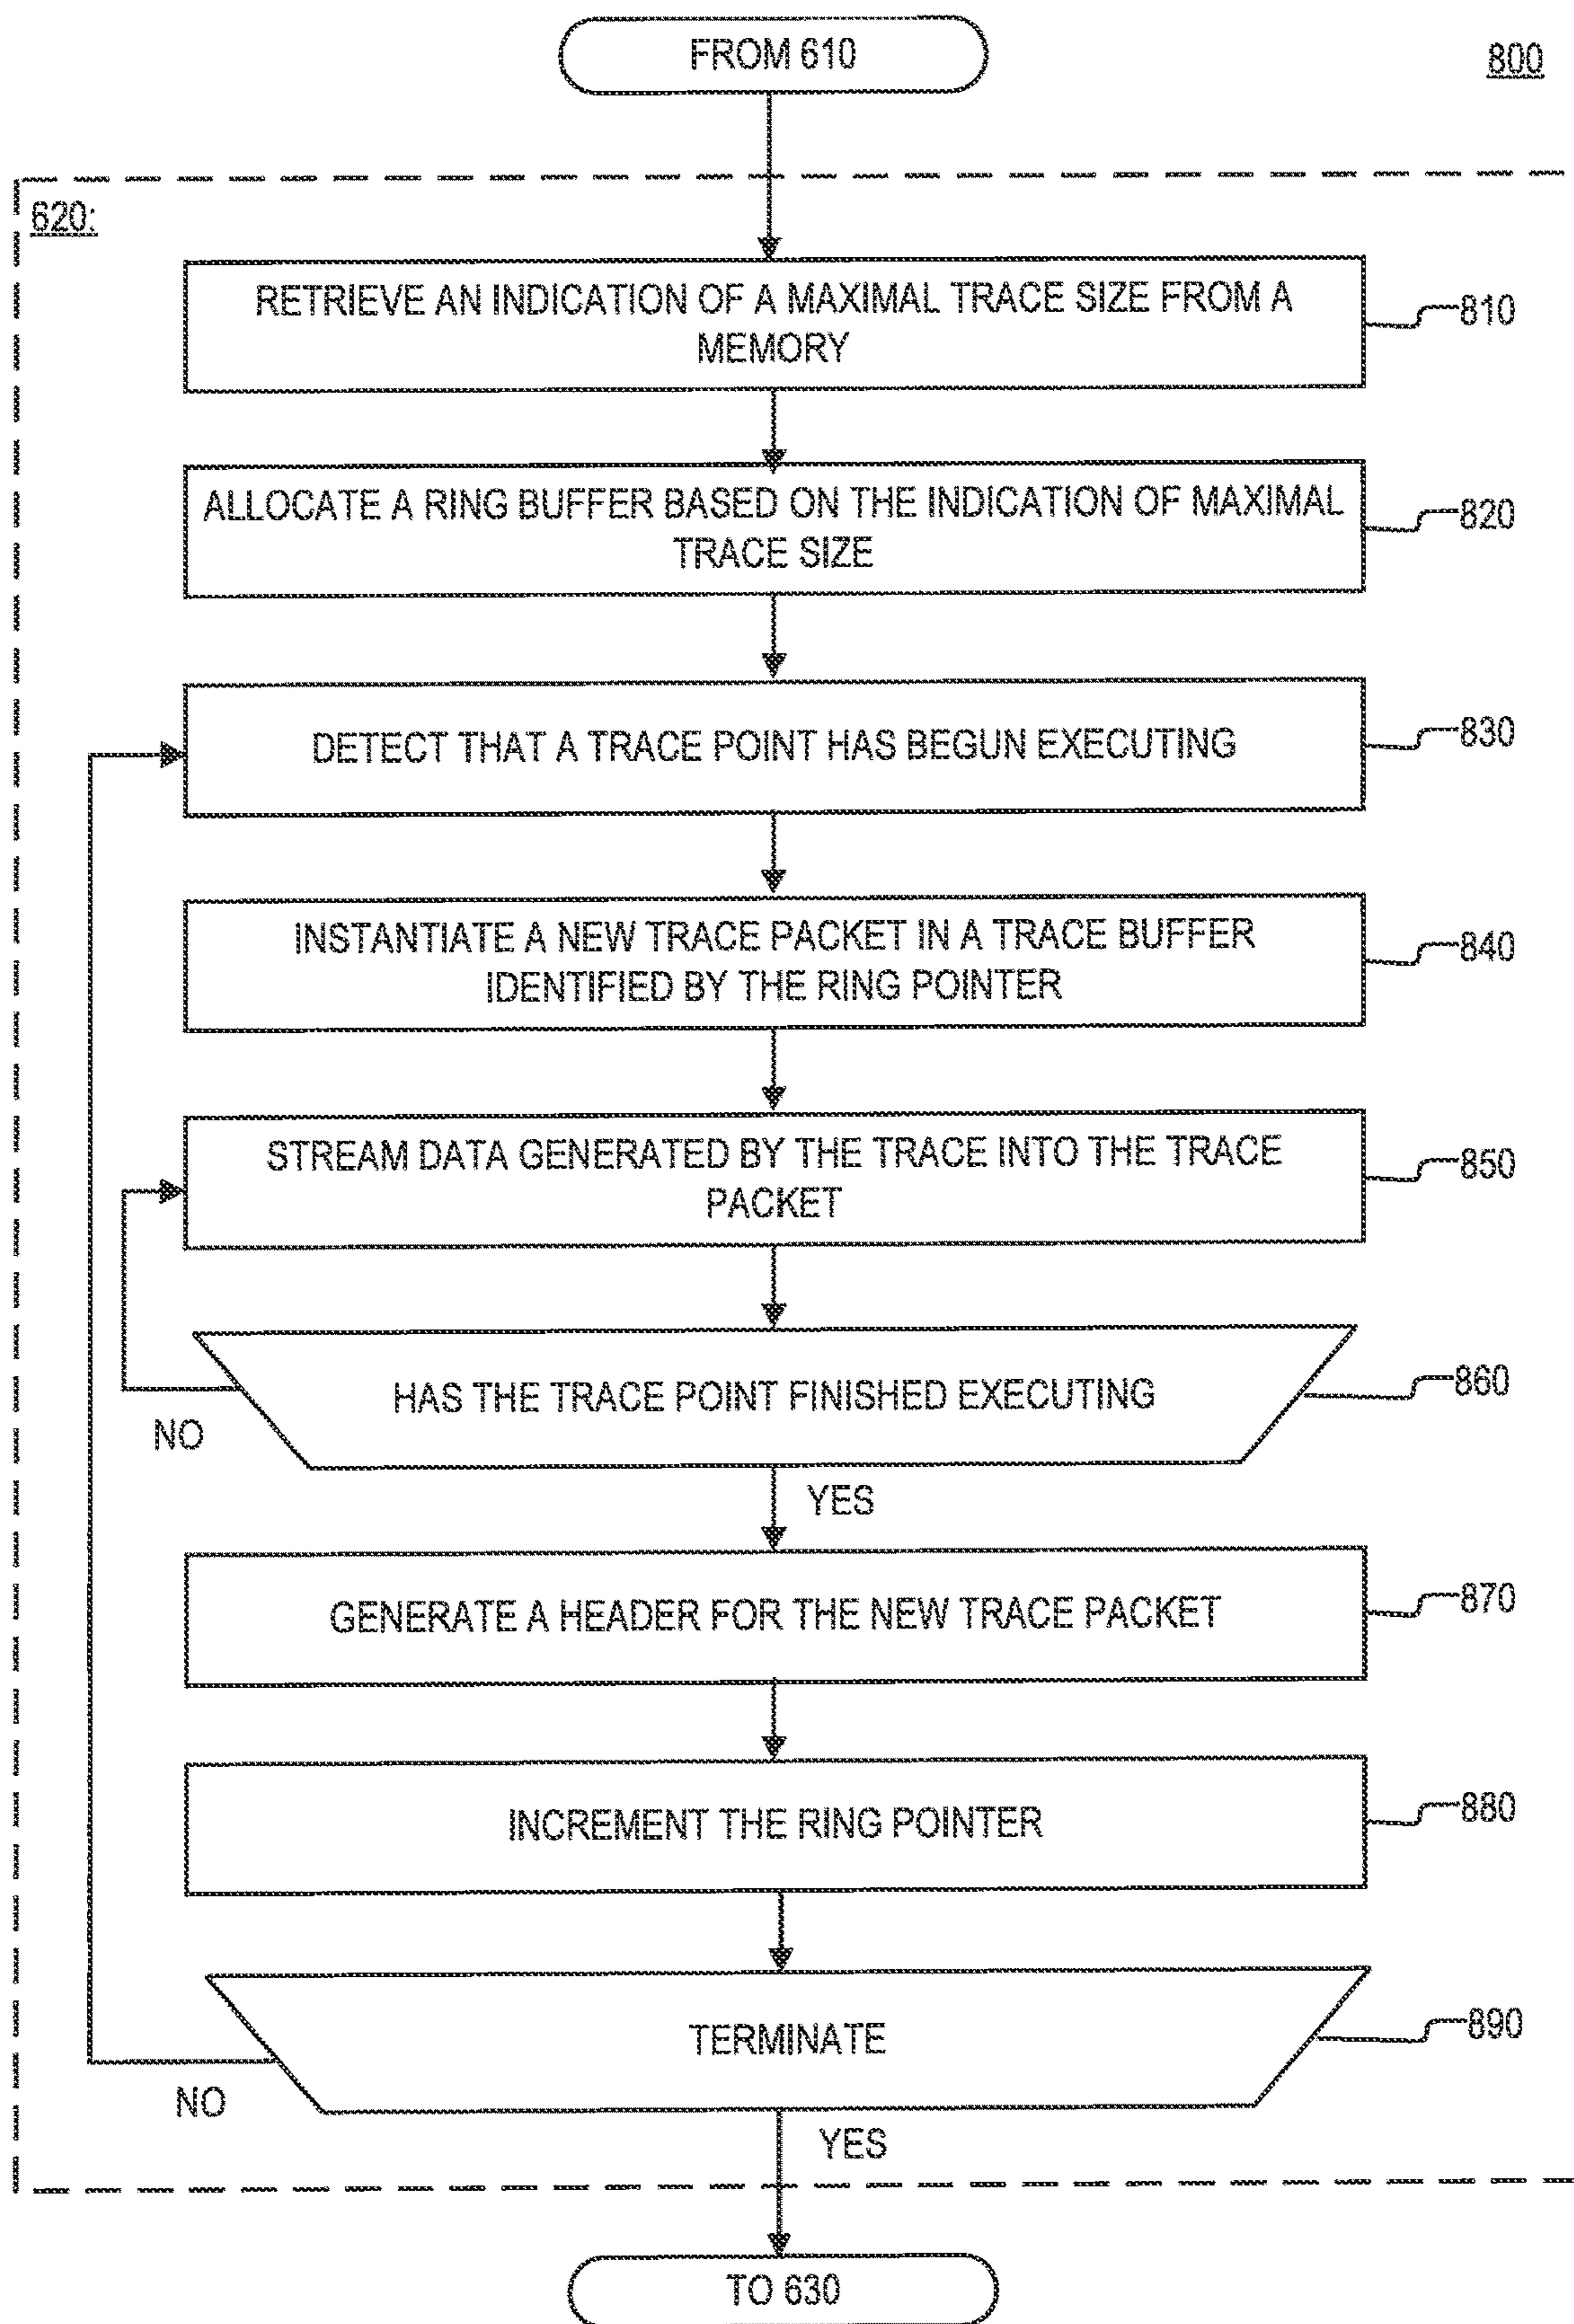 FROM 610
800
620:
RETRIEVE AN INDICATION OF A MAXIMAL TRACE SIZE FROM A
MEMORY
810
ALLOCATE A RING BUFFER BASED ON THE INDICATION OF MAXIMAL
TRACE SIZE
820
DETECT THAT A TRACE POINT HAS BEGUN EXECUTING
830
INSTANTIATE A NEW TRACE PACKET IN A TRACE BUFFER
IDENTIFIED BY THE RING POINTER
840
STREAM DATA GENERATED BY THE TRACE INTO THE TRACE
PACKET
850
HAS THE TRACE POINT FINISHED EXECUTING
860
NO
YES
GENERATE A HEADER FOR THE NEW TRACE PACKET
870
INCREMENT THE RING POINTER
880
TERMINATE
890
NO
YES
TO 630